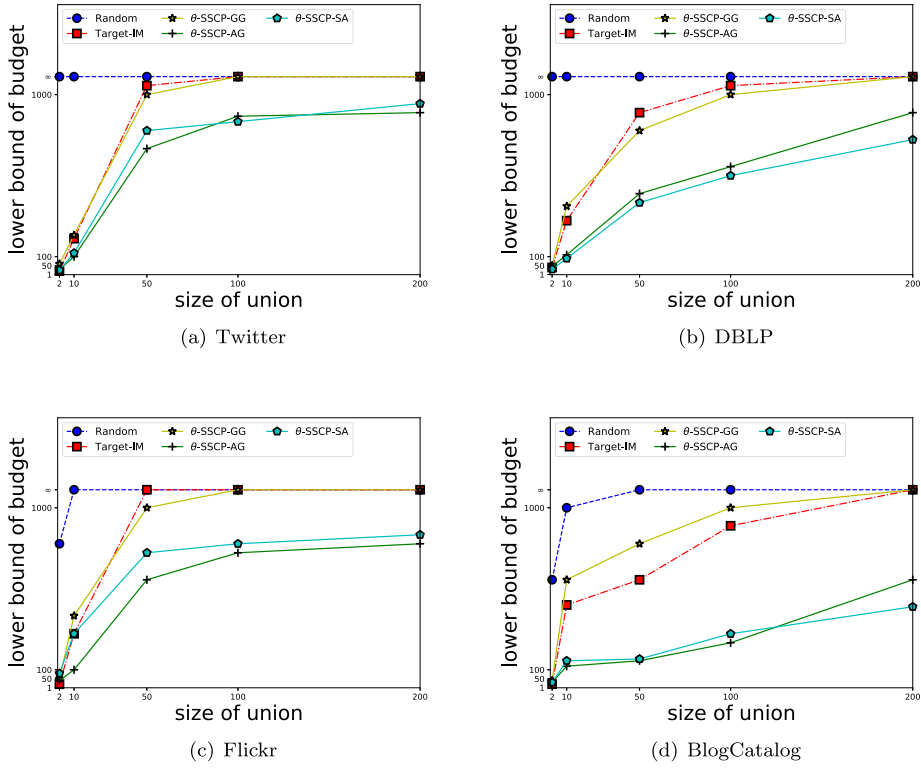 Random
Target-IM
θ-SSCP-GG
θ-SSCP-AG
θ-SSCP-SA
lower bound of budget
∞
1000
100
50
1
2 10 50 100 200
size of union
(a) Twitter
Random
Target-IM
θ-SSCP-GG
θ-SSCP-AG
θ-SSCP-SA
lower bound of budget
∞
1000
100
50
1
2 10 50 100 200
size of union
(b) DBLP
Random
Target-IM
θ-SSCP-GG
θ-SSCP-AG
θ-SSCP-SA
lower bound of budget
∞
1000
100
50
1
2 10 50 100 200
size of union
(c) Flickr
Random
Target-IM
θ-SSCP-GG
θ-SSCP-AG
θ-SSCP-SA
lower bound of budget
∞
1000
100
50
1
2 10 50 100 200
size of union
(d) BlogCatalog